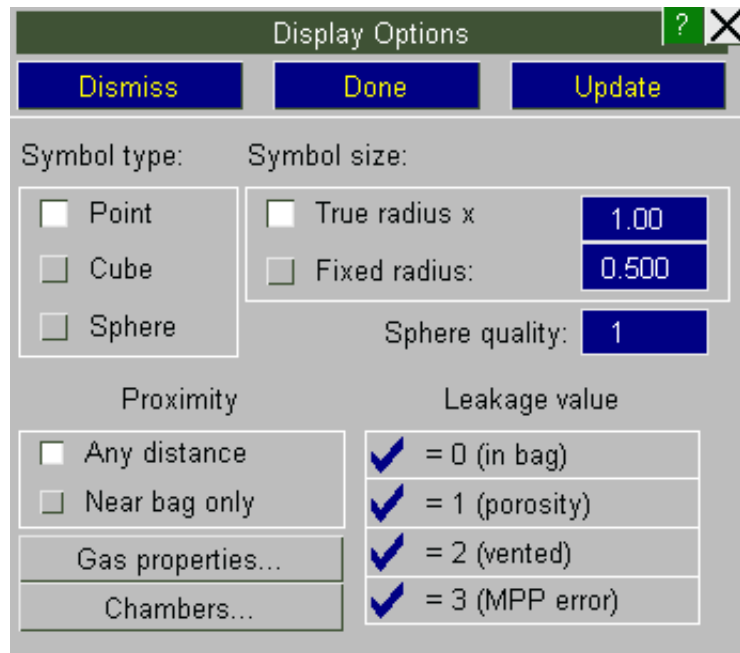 Display Options ?
Dismiss Done Update
Symbol type: Symbol size:
Point True radius x 1.00
Cube Fixed radius: 0.500
Sphere Sphere quality: 1
Proximity Leakage value
Any distance = 0 (in bag)
Near bag only = 1 (porosity)
Gas properties... = 2 (vented)
Chambers... = 3 (MPP error)